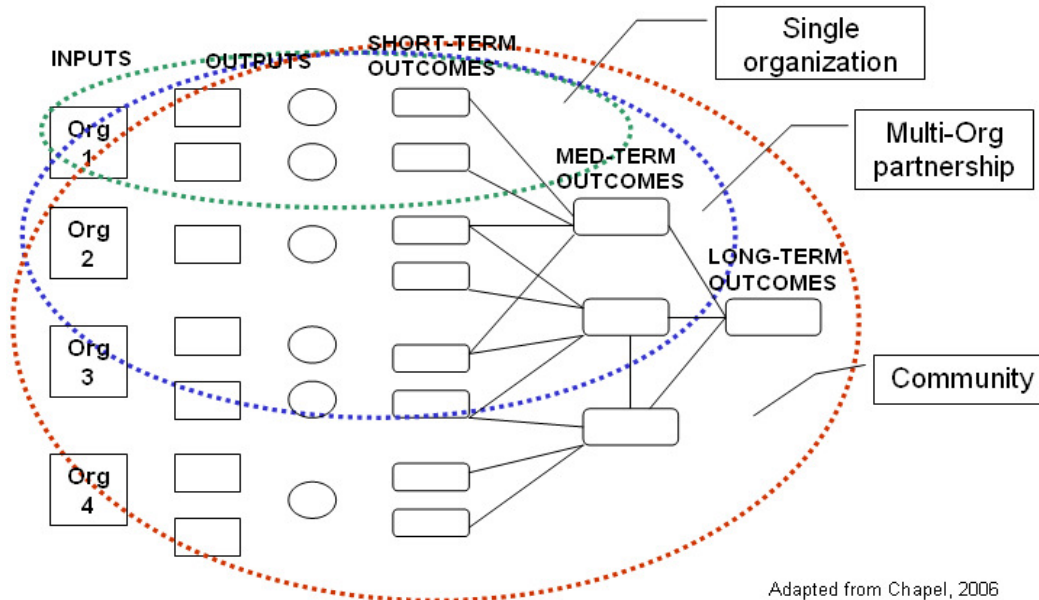 INPUTS
OUTPUTS
SHORT-TERM
OUTCOMES
Single
organization
Org
1
MED-TERM
OUTCOMES
Multi-Org
partnership
Org
2
LONG-TERM
OUTCOMES
Org
3
Community
Org
4
Adapted from Chapel, 2006